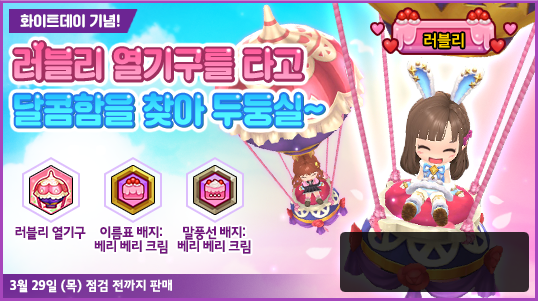 화이트데이 기념!
러블리 열기구를 타고
달콤함을 찾아 두둥실~
러블리
러블리 열기구
이름표 배지:
베리 베리 크림
말풍선 배지:
베리 베리 크림
3월 29일 (목) 점검 전까지 판매